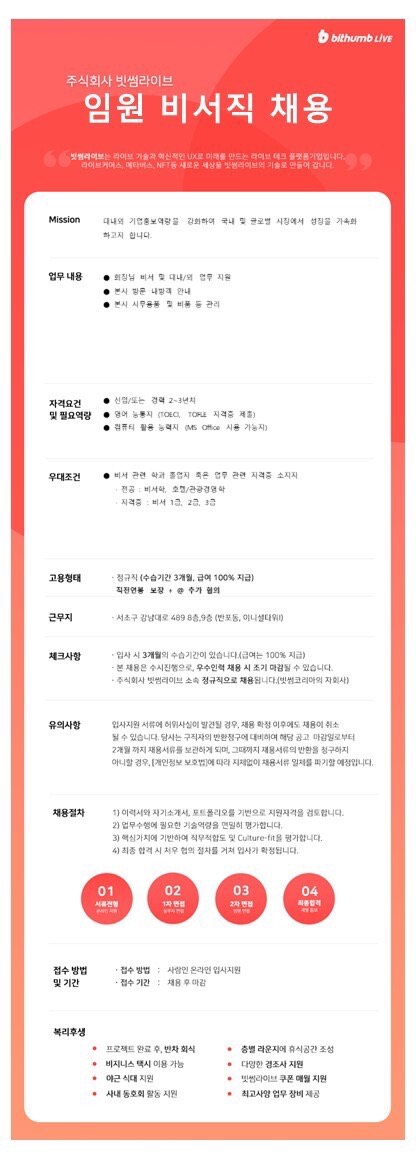 bithumb LIVE
주식회사 빗썸라이브
임원 비서직 채용
빗썸라이브는 라이브 기술과 혁신적인 UX로 미래를 만드는 라이브 테크 플랫폼기업입니다.
라이브커머스, 메타버스, NFT등 새로운 세상을 빗썸라이브의 기술로 만들어 갑니다.
Mission
대내외 기업홍보역량을 강화하여 국내 및 글로벌 시장에서 성장을 가속화
하고자 합니다.
업무 내용
● 회장님 비서 및 대내/외 업무 지원
● 본사 방문 내방객 안내
● 본사 사무용품 및 비품 등 관리
자격요건
및 필요역량
● 신입/또는 경력 2~3년차
● 영어 능통자 (TOECI, TOFLE 자격증 제출)
● 컴퓨터 활용 능력자 (MS Office 사용 가능자)
우대조건
● 비서 관련 학과 졸업자 혹은 업무 관련 자격증 소지자
· 전공 : 비서학, 호텔/관광경영학
· 자격증 : 비서 1급, 2급, 3급
고용형태
· 정규직 (수습기간 3개월, 급여 100% 지급)
직전연봉 보장 + @ 추가 협의
근무지
· 서초구 강남대로 489 8층,9층 (반포동, 이니셜타워I)
체크사항
· 입사 시 3개월의 수습기간이 있습니다.(급여는 100% 지급)
· 본 채용은 수시진행으로, 우수인력 채용 시 조기 마감될 수 있습니다.
· 주식회사 빗썸라이브 소속 정규직으로 채용됩니다.(빗썸코리아의 자회사)
유의사항
입사지원 서류에 허위사실이 발견될 경우, 채용 확정 이후에도 채용이 취소
될 수 있습니다. 당사는 구직자의 반환청구에 대비하여 해당 공고 마감일로부터
2개월 까지 채용서류를 보관하게 되며, 그때까지 채용서류의 반환을 청구하지
아니할 경우, [개인정보 보호법]에 따라 지체없이 채용서류 일체를 파기할 예정입니다.
채용절차
1) 이력서와 자기소개서, 포트폴리오를 기반으로 지원자격을 검토합니다.
2) 업무수행에 필요한 기술역량을 면밀히 평가합니다.
3) 핵심가치에 기반하여 직무적합도 및 Culture-fit을 평가합니다.
4) 최종 합격 시 처우 협의 절차를 거쳐 입사가 확정됩니다.
01 02 03 04
서류전형 1차 면접 2차 면접 최종합격
온라인 지원 실무자 면접 임원 면접 개별 통보
접수 방법
및 기간
· 접수 방법 : 사람인 온라인 입사지원
· 접수 기간 : 채용 후 마감
복리후생
● 프로젝트 완료 후, 반차 회식 ● 층별 라운지에 휴식공간 조성
● 비지니스 택시 이용 가능 ● 다양한 경조사 지원
● 야근 식대 지원 ● 빗썸라이브 쿠폰 매월 지원
● 사내 동호회 활동 지원 ● 최고사양 업무 장비 제공